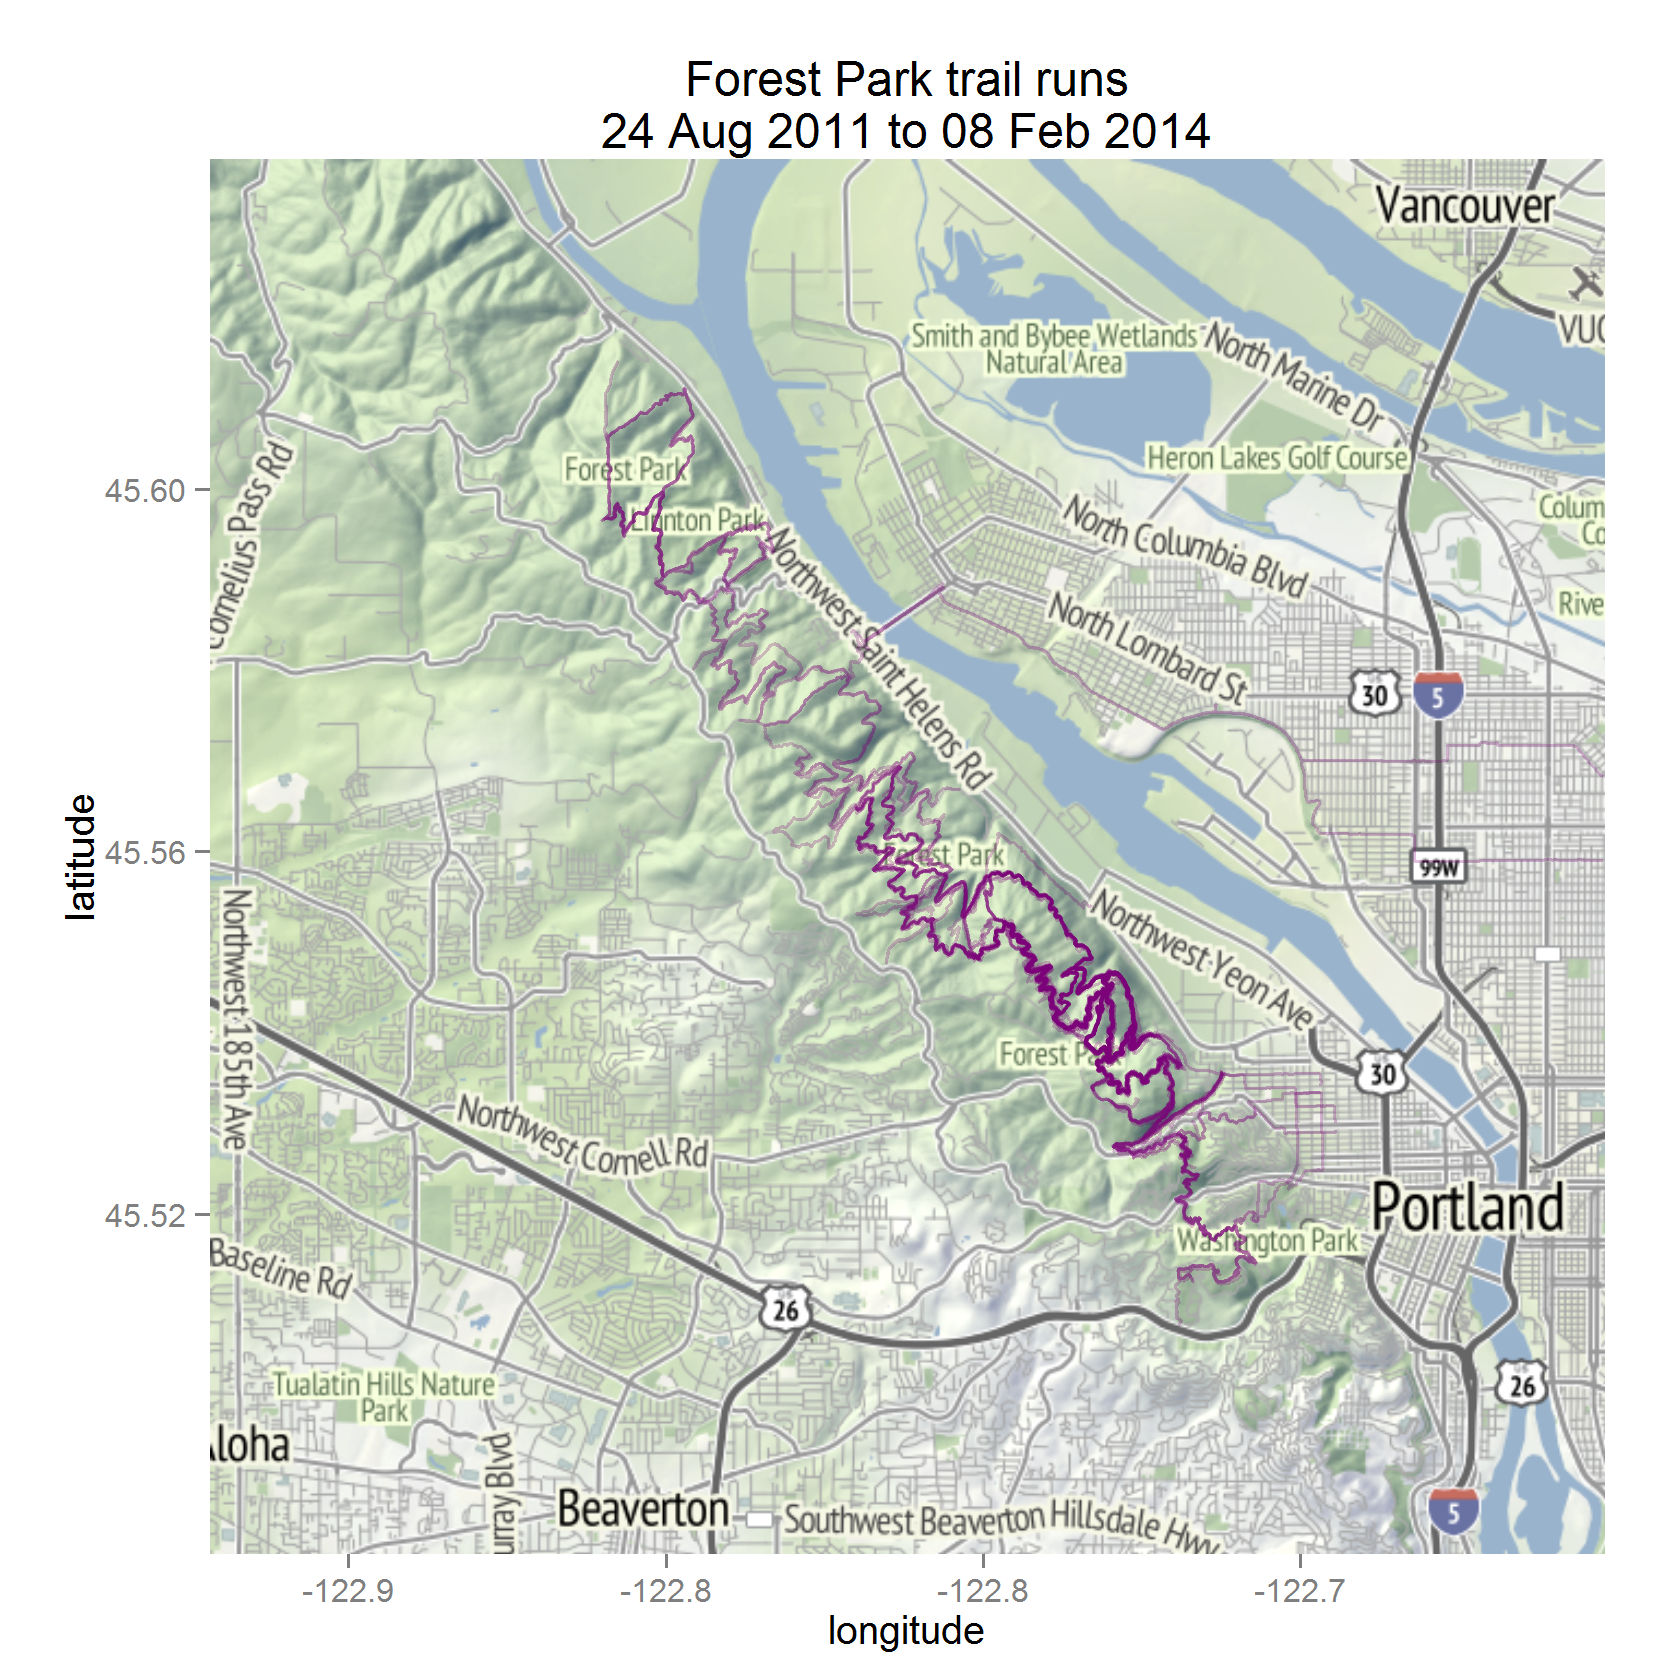 Forest Park trail runs
24 Aug 2011 to 08 Feb 2014
Vancouver
VUO
Smith and Bybee Wetlands
Natural Area
North Marine Dr
Heron Lakes Golf Course
Cornelius Pass Rd
Forest Park
Linnton Park
North Columbia Blvd
Colum
Co
Northwest Saint Helens Rd
North Lombard St
Rive
30
5
latitude
45.60
45.56
45.52
Forest Park
99W
Northwest 185th Ave
Northwest Yeon Ave
Forest Pa
30
Northwest Cornell Rd
Portland
Washington Park
Baseline Rd
26
Tualatin Hills Nature
Park
26
Aloha
urray Blvd
Beaverton
Southwest Beaverton Hillsdale Hwy
5
-122.9
-122.8
-122.8
-122.7
longitude